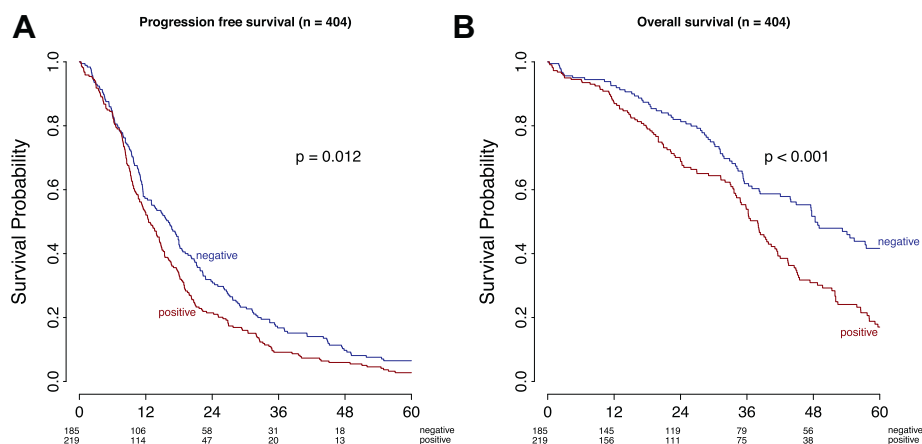 A
Progression free survival (n = 404)
Survival Probability
1.0
0.8
0.6
0.4
0.2
0.0
p = 0.012
negative
positive
0 12 24 36 48 60
185 106 58 31 18
219 114 47 20 13
B
Overall survival (n = 404)
Survival Probability
1.0
0.8
0.6
0.4
0.2
0.0
p < 0.001
negative
positive
0 12 24 36 48 60
185 145 119 79 56 negative
219 156 111 75 38 positive